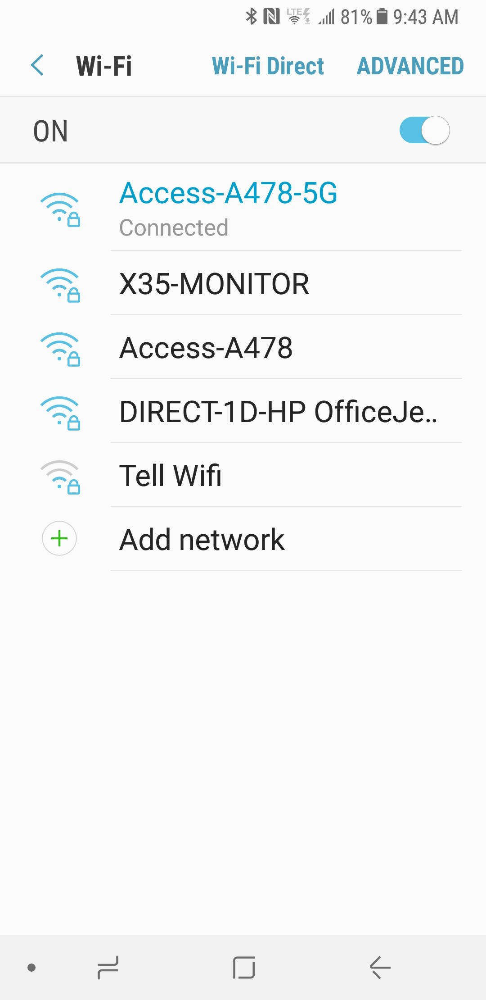 LTE 81% 9:43 AM
Wi-Fi Wi-Fi Direct ADVANCED
ON
Access-A478-5G
Connected
X35-MONITOR
Access-A478
DIRECT-1D-HP OfficeJe..
Tell Wifi
Add network